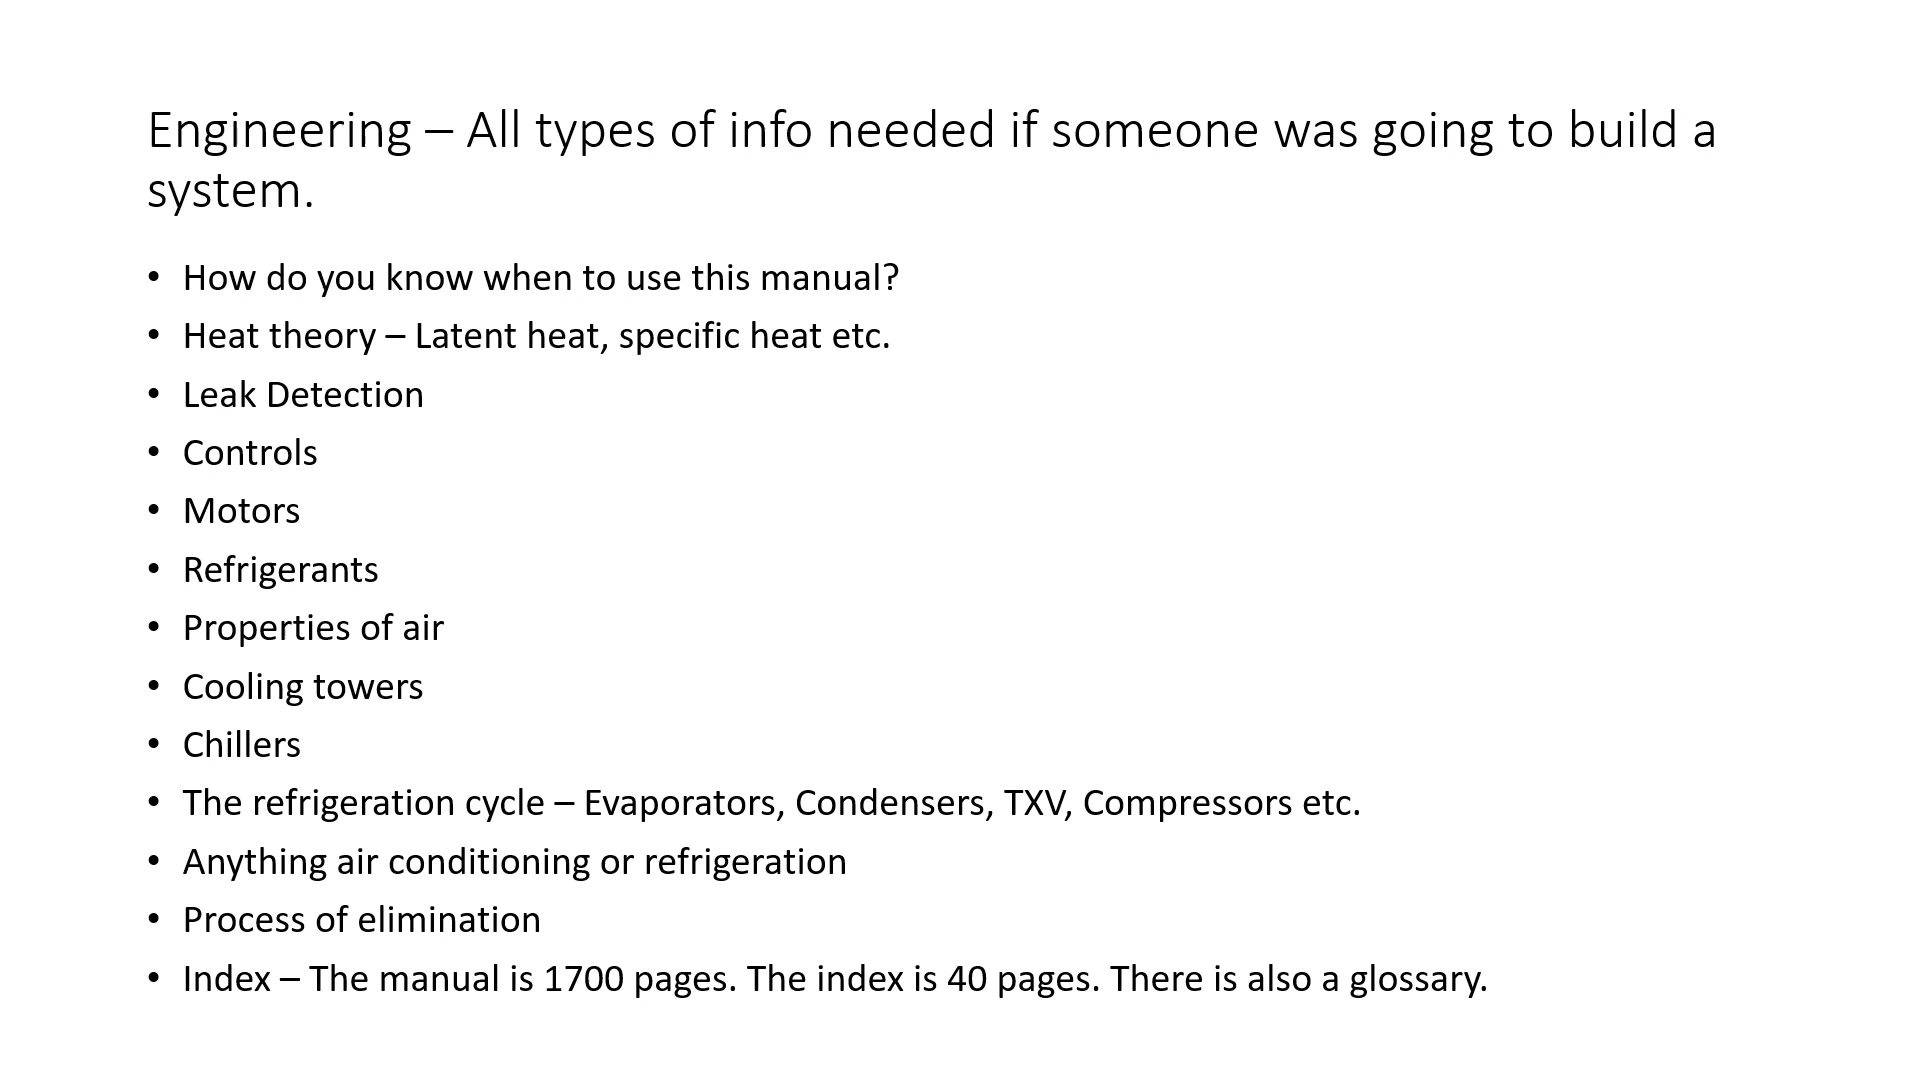 Engineering – All types of info needed if someone was going to build a
system.
• How do you know when to use this manual?
• Heat theory – Latent heat, specific heat etc.
• Leak Detection
• Controls
• Motors
• Refrigerants
• Properties of air
• Cooling towers
• Chillers
• The refrigeration cycle – Evaporators, Condensers, TXV, Compressors etc.
• Anything air conditioning or refrigeration
• Process of elimination
• Index – The manual is 1700 pages. The index is 40 pages. There is also a glossary.